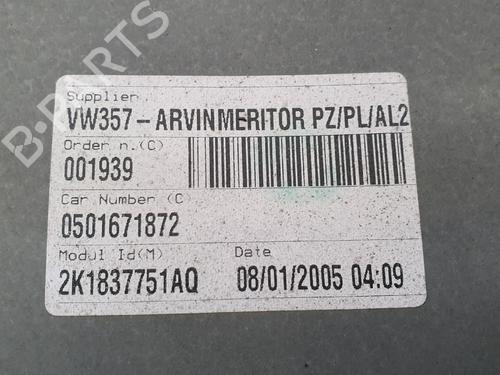 Supplier
VW357-ARVINMERITOR PZ/PL/AL2
Order n.(C)
001939
Car Number (C
0501671872
Modul Id(M)
2K1837751AQ
Date
08/01/2005 04:09
B-PARTS